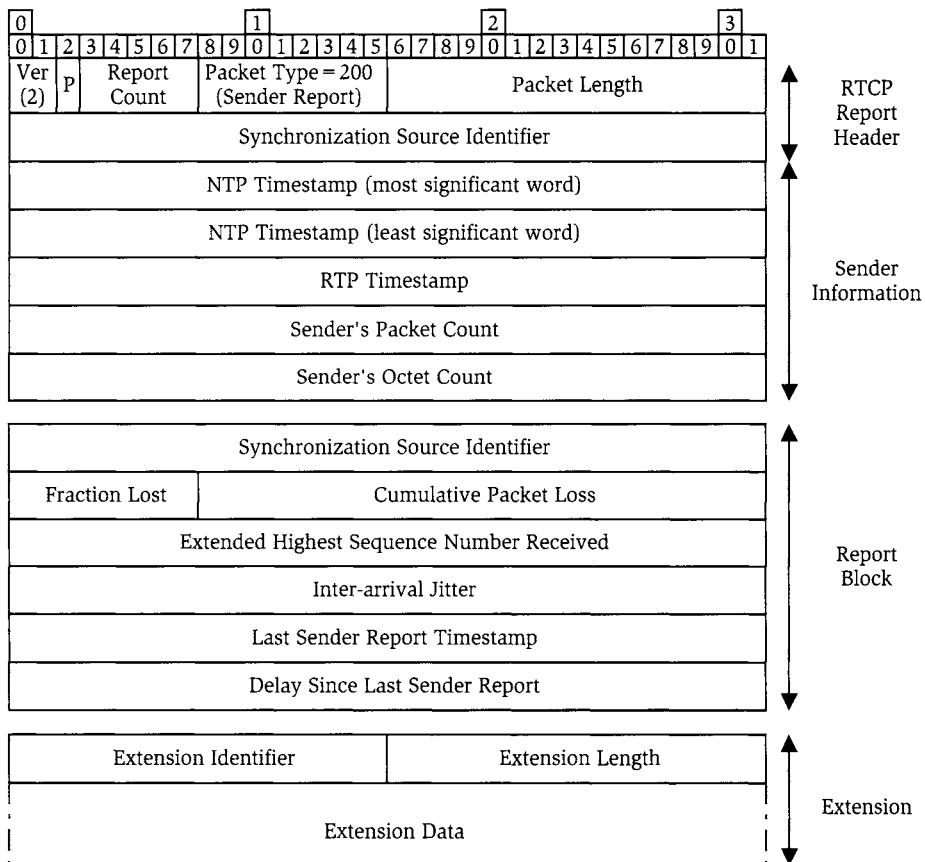 0 1 2 3
0 1 2 3 4 5 6 7 8 9 0 1 2 3 4 5 6 7 8 9 0 1 2 3 4 5 6 7 8 9 0 1
Ver (2) P Report Count Packet Type = 200 (Sender Report) Packet Length
RTCP Report Header
Synchronization Source Identifier
NTP Timestamp (most significant word)
NTP Timestamp (least significant word)
RTP Timestamp
Sender Information
Sender's Packet Count
Sender's Octet Count
Synchronization Source Identifier
Fraction Lost Cumulative Packet Loss
Extended Highest Sequence Number Received
Report Block
Inter-arrival Jitter
Last Sender Report Timestamp
Delay Since Last Sender Report
Extension Identifier Extension Length
Extension
Extension Data